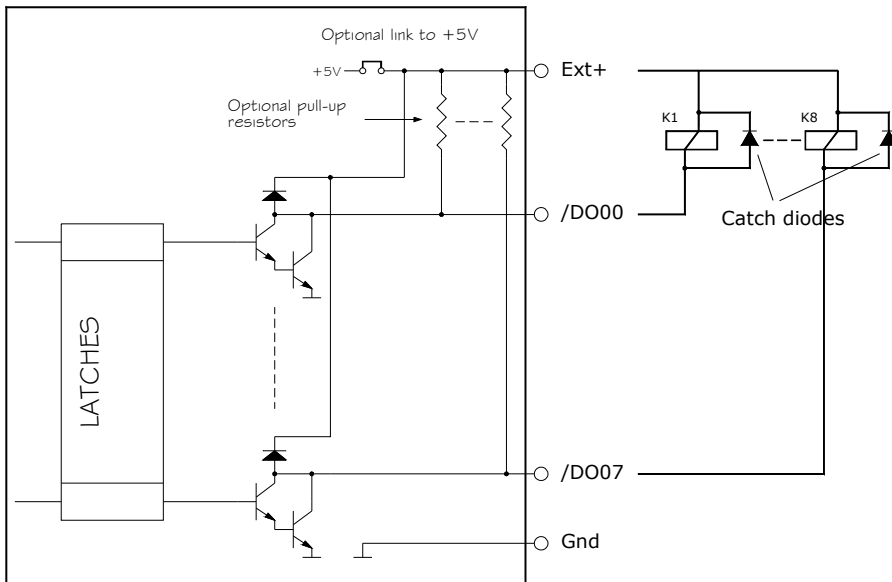 Optional link to +5V
+5V
Ext+
Optional pull-up
resistors
K1
K8
/DO00
Catch diodes
LATCHES
/DO07
Gnd